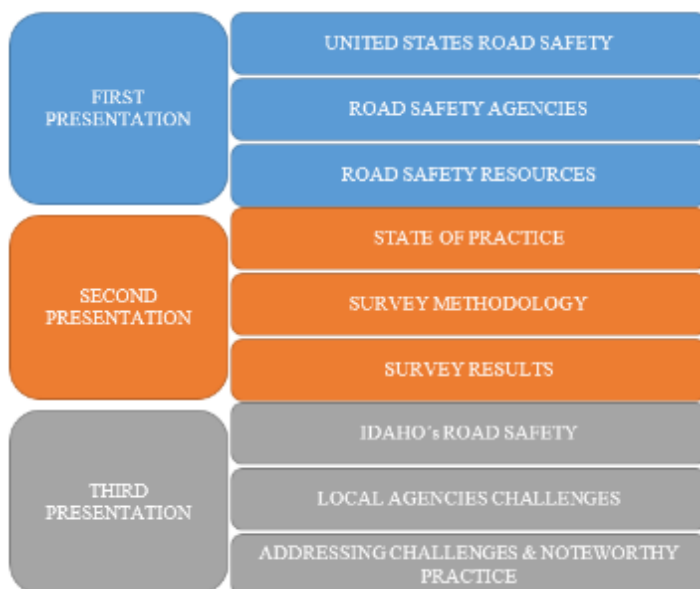 FIRST
PRESENTATION
UNITED STATES ROAD SAFETY
ROAD SAFETY AGENCIES
ROAD SAFETY RESOURCES
SECOND
PRESENTATION
STATE OF PRACTICE
SURVEY METHODOLOGY
SURVEY RESULTS
THIRD
PRESENTATION
IDAHO´s ROAD SAFETY
LOCAL AGENCIES CHALLENGES
ADDRESSING CHALLENGES & NOTEWORTHY
PRACTICE